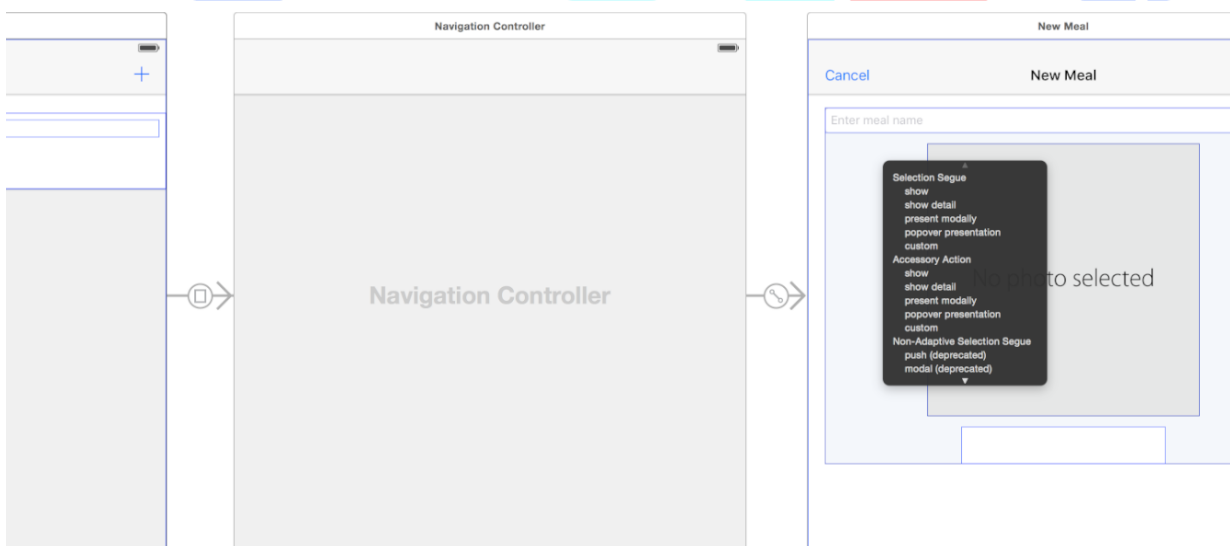 Navigation Controller
New Meal
Cancel
New Meal
Enter meal name
Navigation Controller
No photo selected
Selection Segue
show
show detail
present modally
popover presentation
custom
Accessory Action
show
show detail
present modally
popover presentation
custom
Non-Adaptive Selection Segue
push (deprecated)
modal (deprecated)